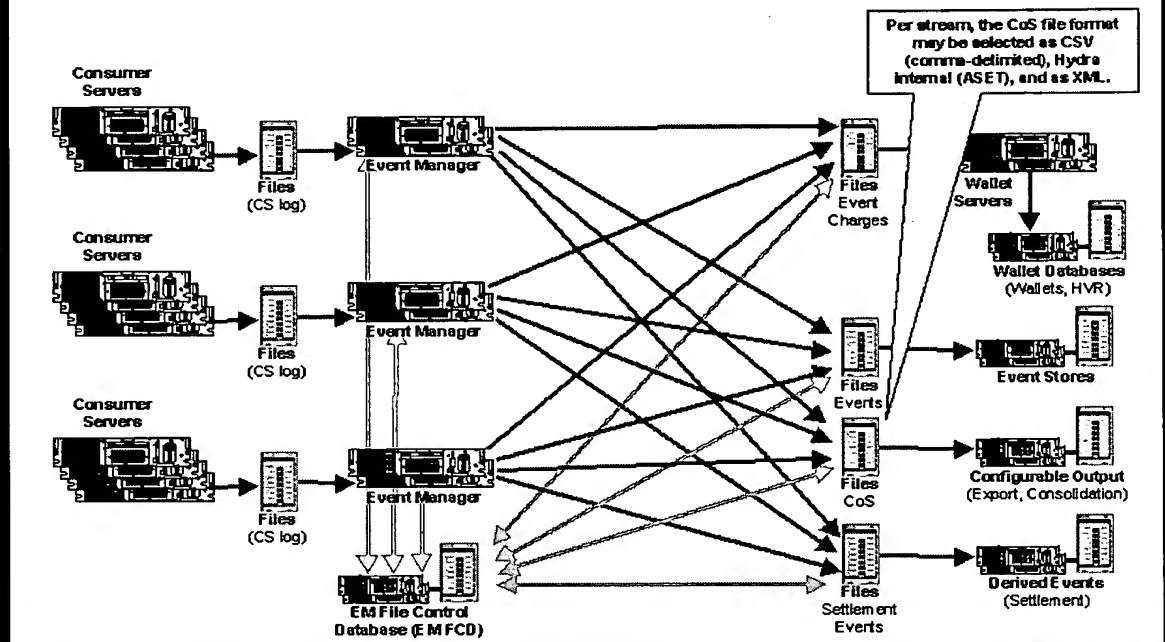 Per stream, the CoS file format
may be selected as CSV
(comma-delimited), Hydra
internal (ASET), and as XML.
Consumer
Servers
Files
(CS log)
Event Manager
Files
Event
Charges
Wallet
Servers
Wallet Databases
(Wallets, HVR)
Consumer
Servers
Files
(CS log)
Event Manager
Files
Events
Event Stores
Consumer
Servers
Files
(CS log)
Event Manager
Files
CoS
Configurable Output
(Export, Consolidation)
EM File Control
Database (EM FCD)
Files
Settlement
Events
Derived Events
(Settlement)